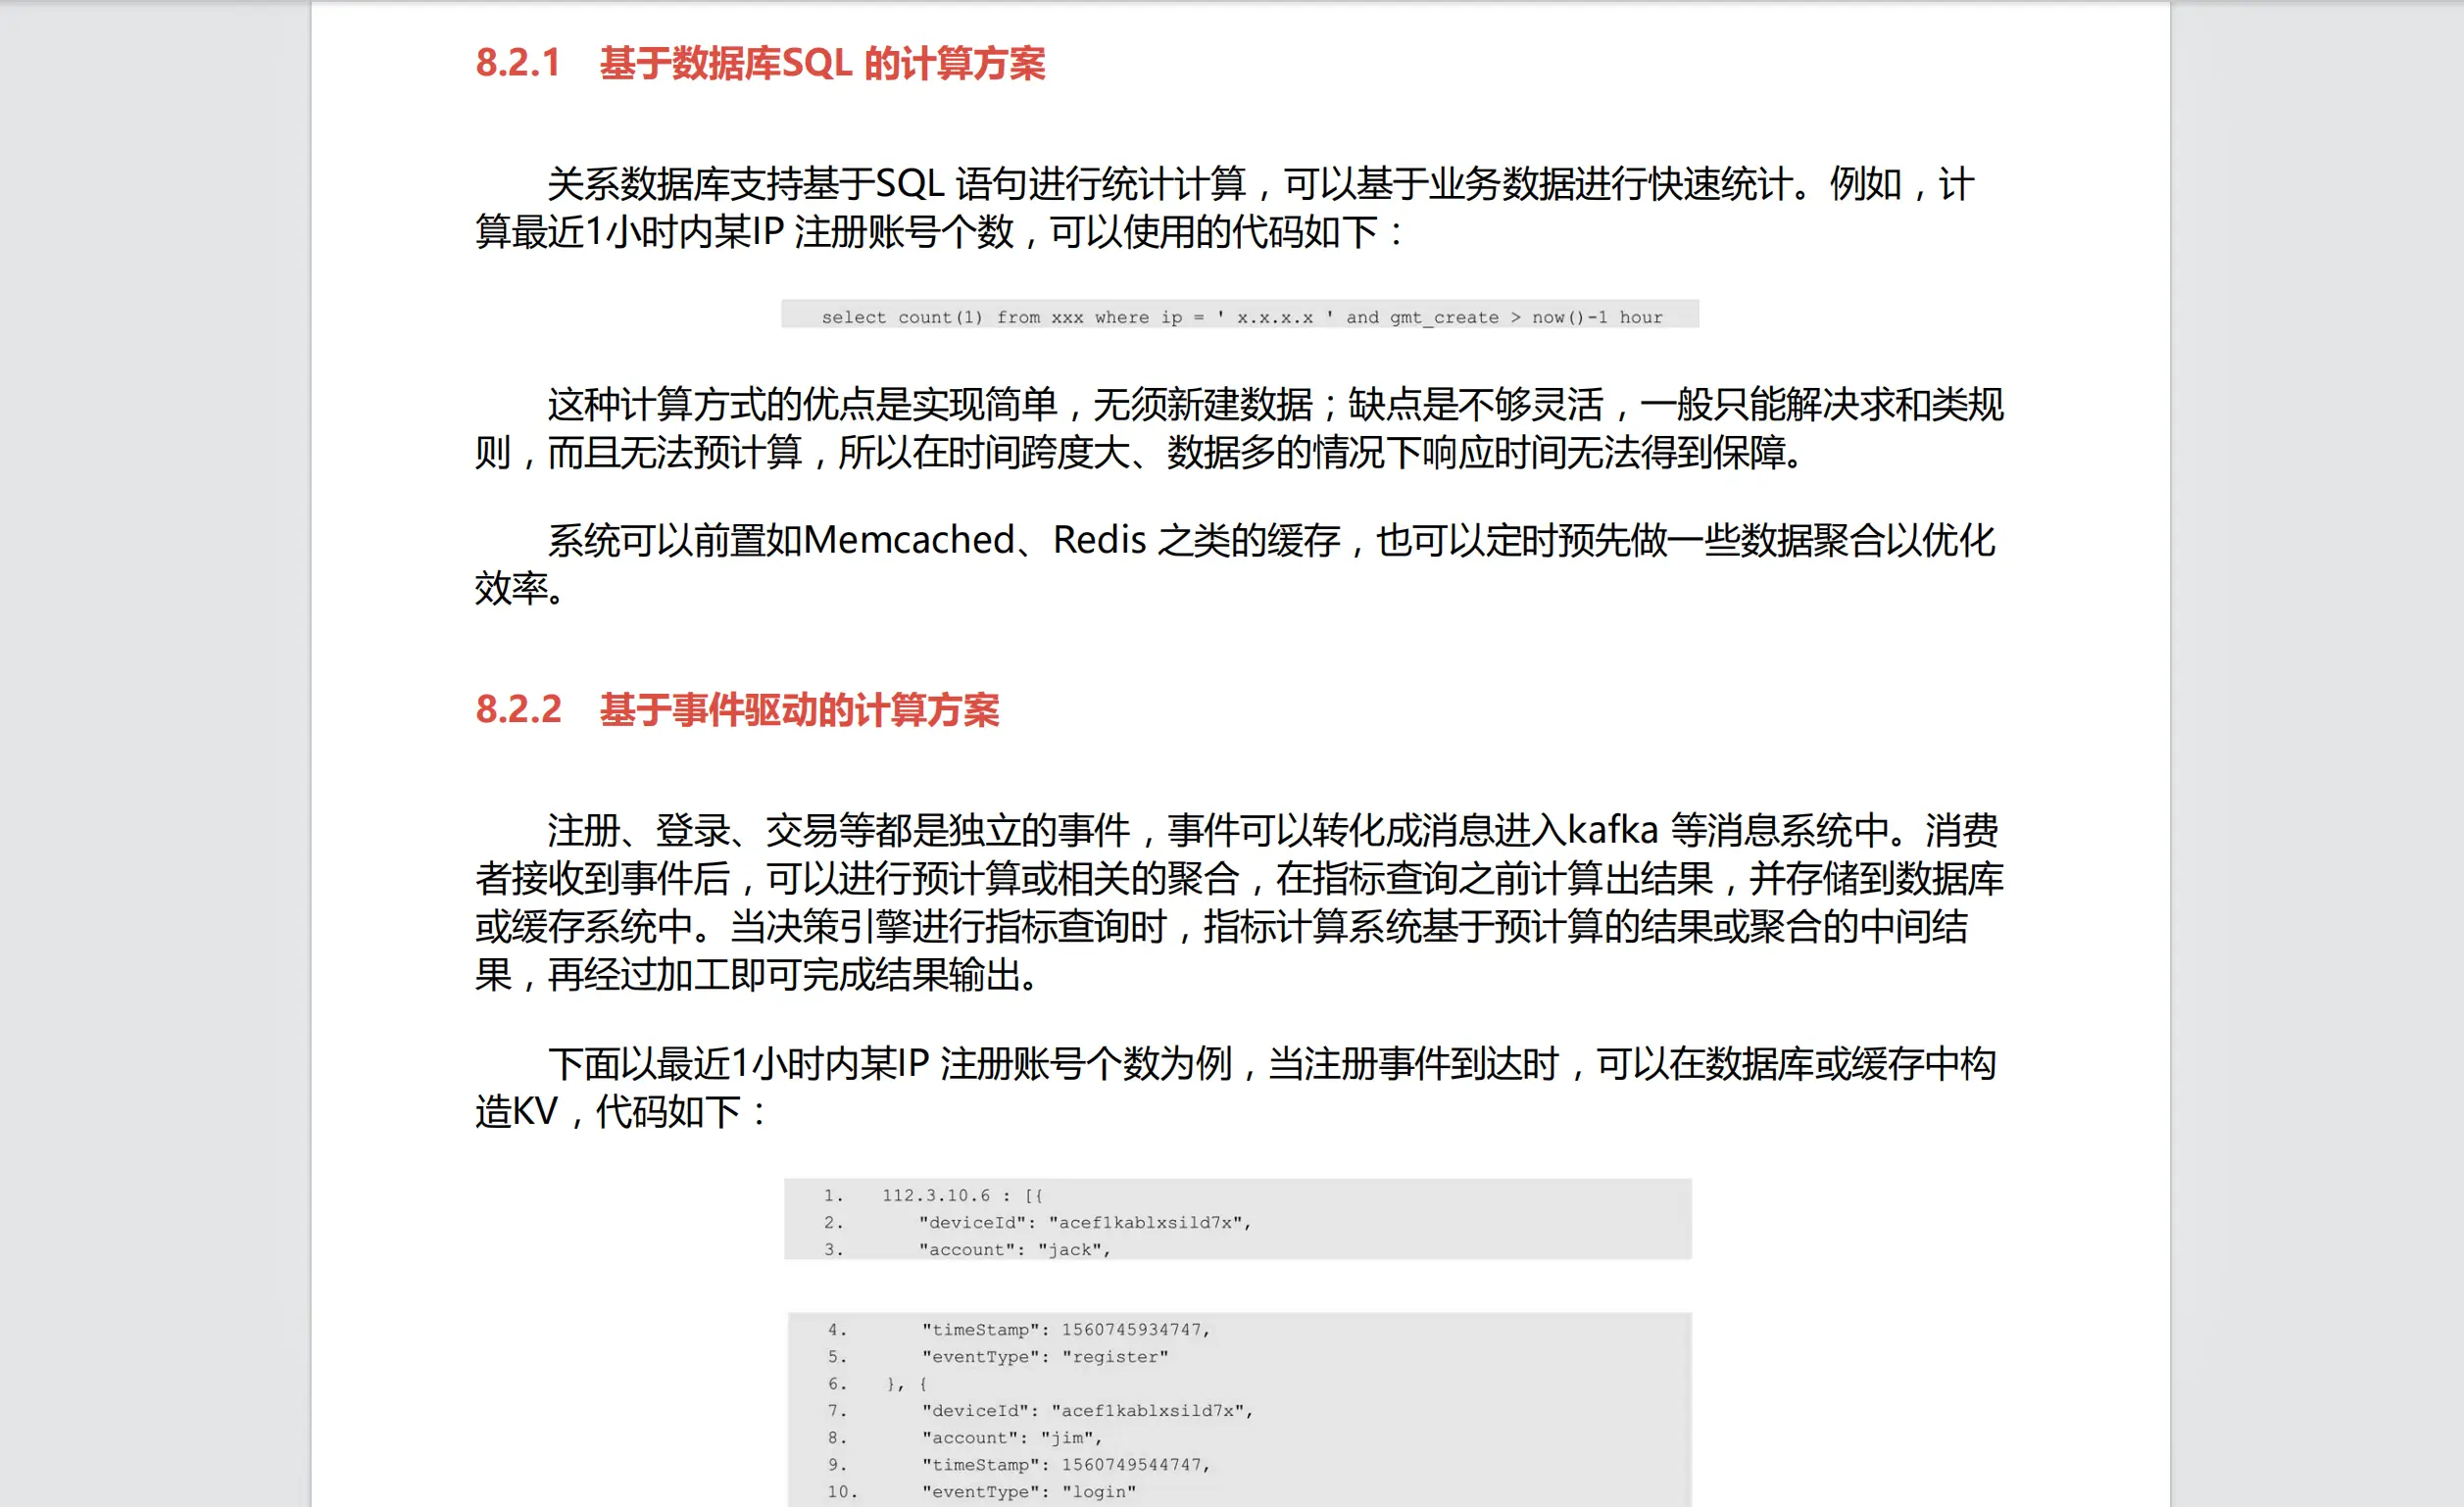 8.2.1 基于数据库SQL 的计算方案
关系数据库支持基于SQL 语句进行统计计算，可以基于业务数据进行快速统计。例如，计
算最近1小时内某IP 注册账号个数，可以使用的代码如下：
select count(1) from xxx where ip = ' x.x.x.x ' and gmt_create > now()-1 hour
这种计算方式的优点是实现简单，无须新建数据；缺点是不够灵活，一般只能解决求和类规
则，而且无法预计算，所以在时间跨度大、数据多的情况下响应时间无法得到保障。
系统可以前置如Memcached、Redis 之类的缓存，也可以定时预先做一些数据聚合以优化
效率。
8.2.2 基于事件驱动的计算方案
注册、登录、交易等都是独立的事件，事件可以转化成消息进入kafka 等消息系统中。消费
者接收到事件后，可以进行预计算或相关的聚合，在指标查询之前计算出结果，并存储到数据库
或缓存系统中。当决策引擎进行指标查询时，指标计算系统基于预计算的结果或聚合的中间结
果，再经过加工即可完成结果输出。
下面以最近1小时内某IP 注册账号个数为例，当注册事件到达时，可以在数据库或缓存中构
造KV，代码如下：
1. 112.3.10.6 : [{
2. "deviceId": "acef1kablxsild7x",
3. "account": "jack",
4. "timeStamp": 1560745934747,
5. "eventType": "register"
6. }, {
7. "deviceId": "acef1kablxsild7x",
8. "account": "jim",
9. "timeStamp": 1560749544747,
10. "eventType": "login"